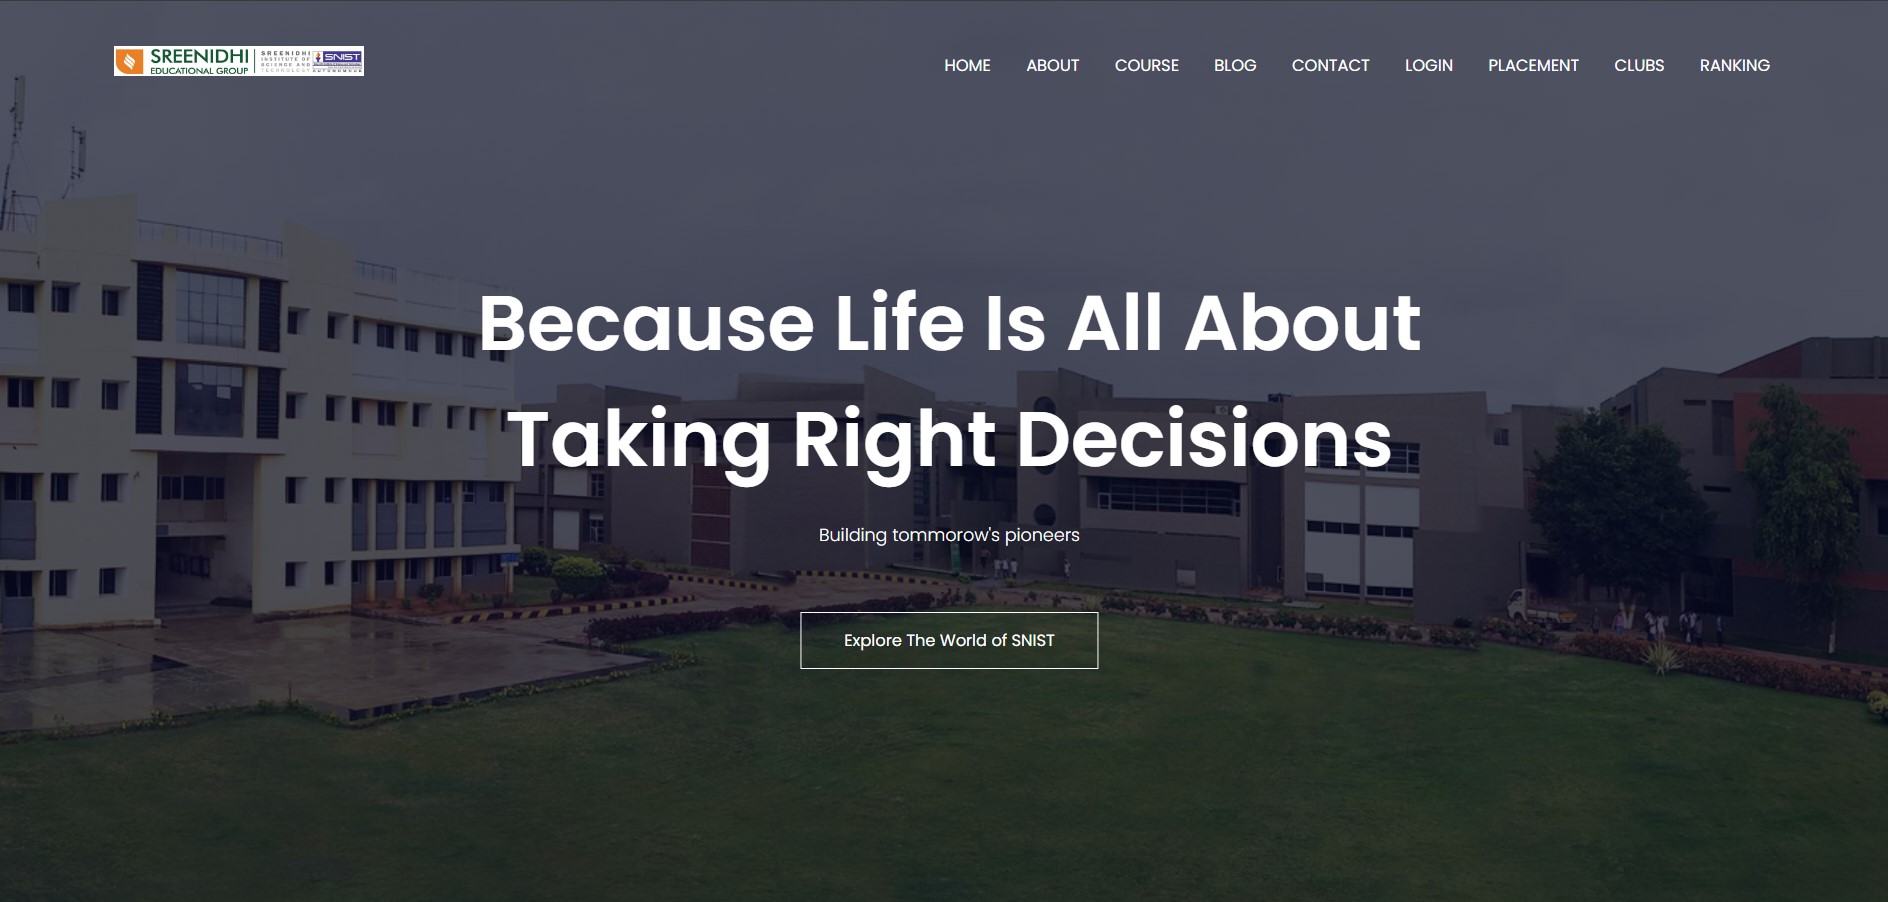 SREENIDHI
EDUCATIONAL GROUP
SREENIDHI
INSTITUTE OF
SCIENCE AND
TECHNOLOGY
SNIST
AUTONOMOUS
HOME ABOUT COURSE BLOG CONTACT LOGIN PLACEMENT CLUBS RANKING
Because Life Is All About
Taking Right Decisions
Building tommorow's pioneers
Explore The World of SNIST